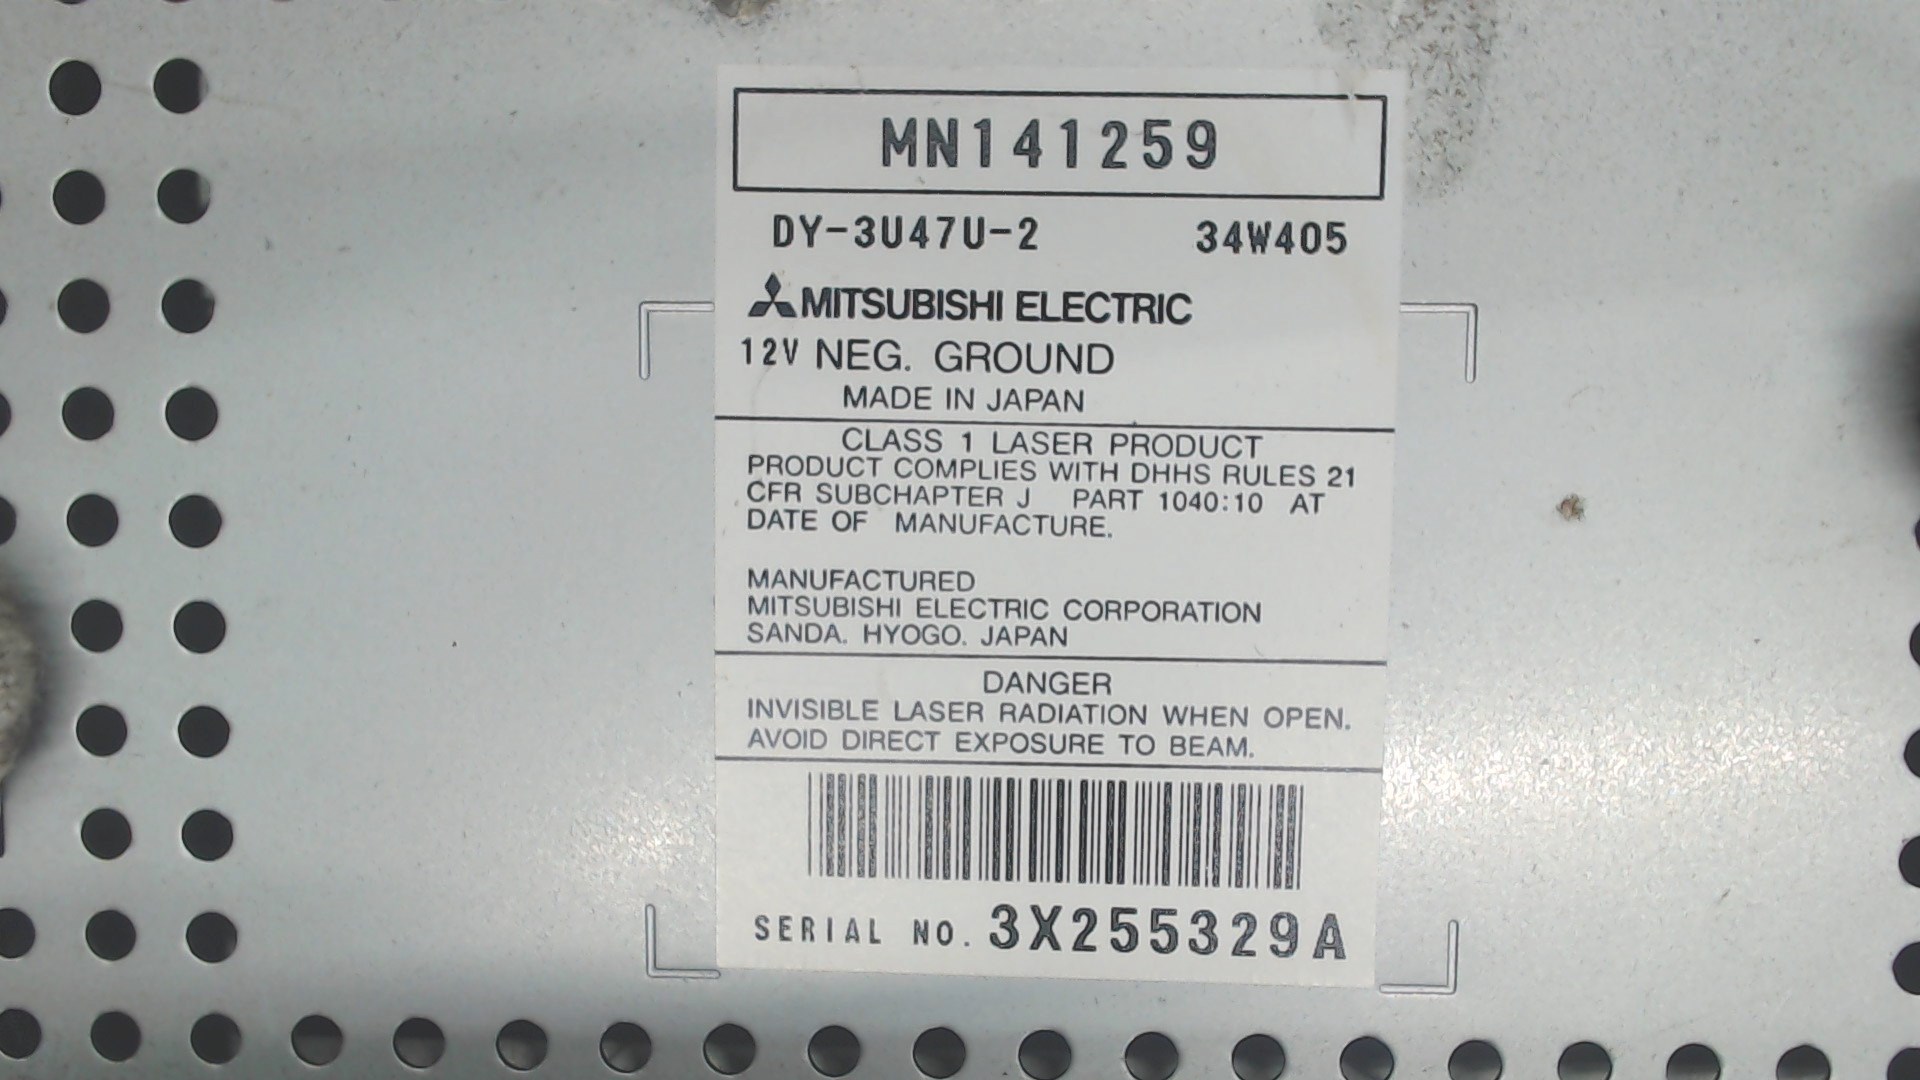 MN141259
DY-3U47U-2 34W405
MITSUBISHI ELECTRIC
12V NEG. GROUND
MADE IN JAPAN
CLASS 1 LASER PRODUCT
PRODUCT COMPLIES WITH DHHS RULES 21
CFR SUBCHAPTER J PART 1040:10 AT
DATE OF MANUFACTURE.
MANUFACTURED
MITSUBISHI ELECTRIC CORPORATION
SANDA. HYOGO. JAPAN
DANGER
INVISIBLE LASER RADIATION WHEN OPEN.
AVOID DIRECT EXPOSURE TO BEAM.
SERIAL NO. 3X255329A